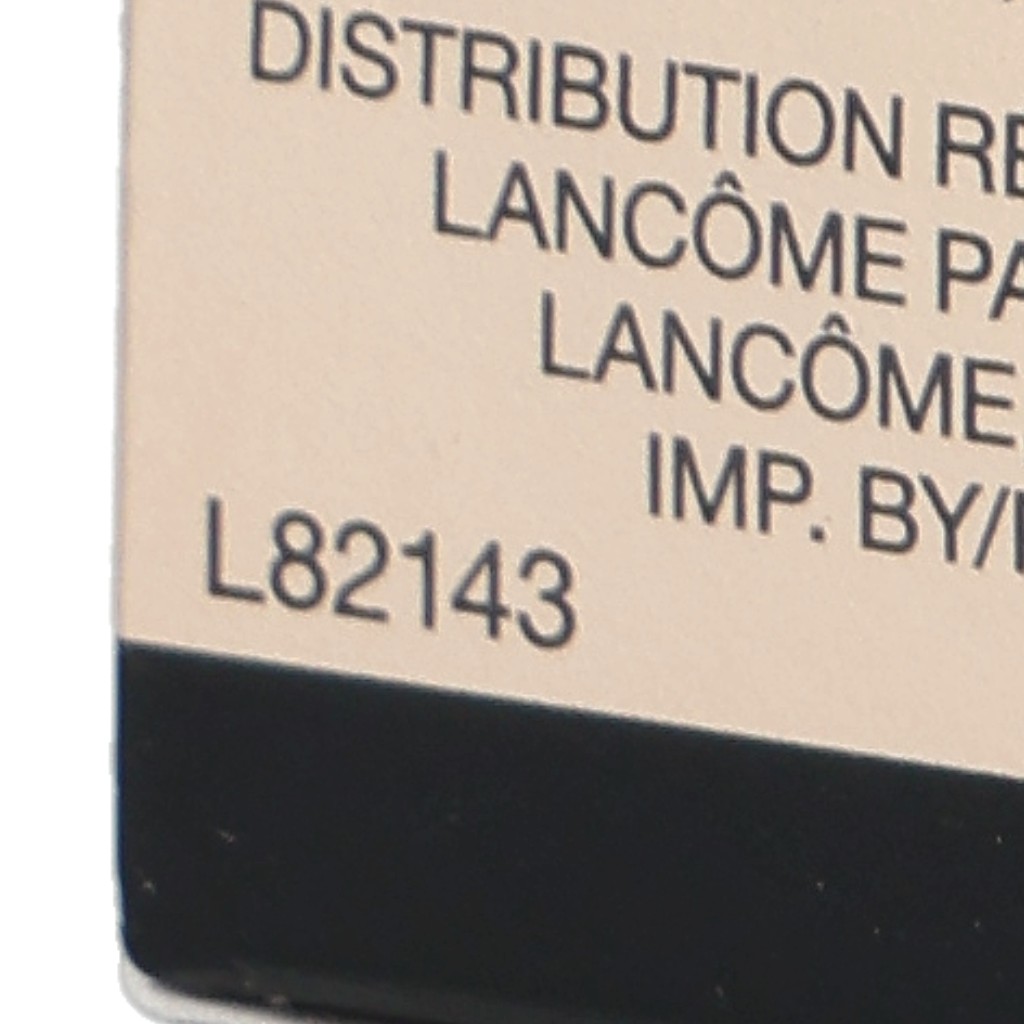 DISTRIBUTION RE
LANCÔME PA
LANCÔME
IMP. BY/
L82143